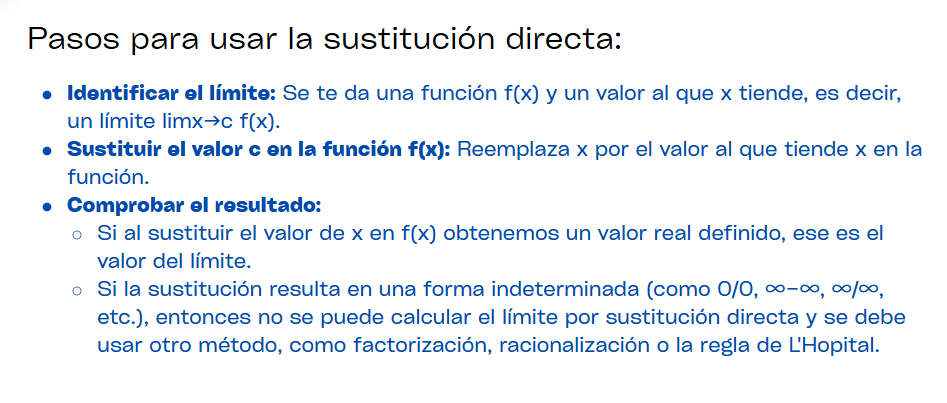 Pasos para usar la sustitución directa:
● Identificar el límite: Se te da una función f(x) y un valor al que x tiende, es decir,
un límite limx→c f(x).
● Sustituir el valor c en la función f(x): Reemplaza x por el valor al que tiende x en la
función.
● Comprobar el resultado:
○ Si al sustituir el valor de x en f(x) obtenemos un valor real definido, ese es el
valor del límite.
○ Si la sustitución resulta en una forma indeterminada (como 0/0, ∞−∞, ∞/∞,
etc.), entonces no se puede calcular el límite por sustitución directa y se debe
usar otro método, como factorización, racionalización o la regla de L'Hopital.